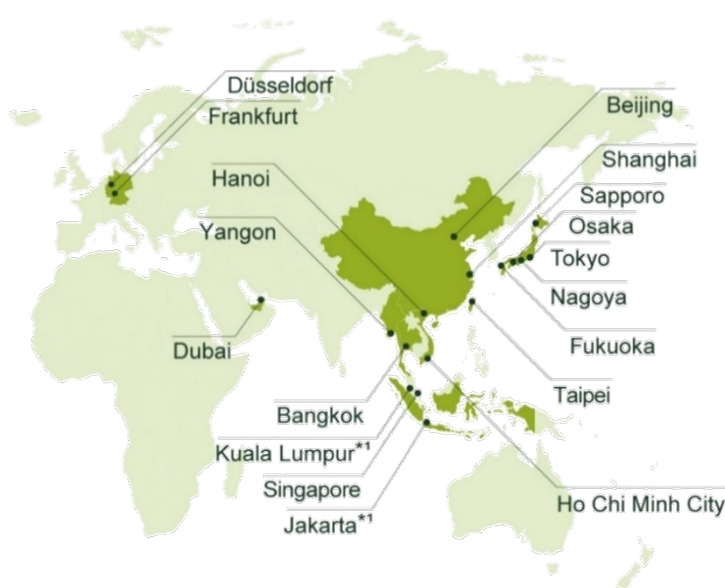 Düsseldorf
Frankfurt
Beijing
Shanghai
Hanoi
Sapporo
Osaka
Yangon
Tokyo
Nagoya
Dubai
Fukuoka
Taipei
Bangkok
Kuala Lumpur*1
Singapore
Ho Chi Minh City
Jakarta*1